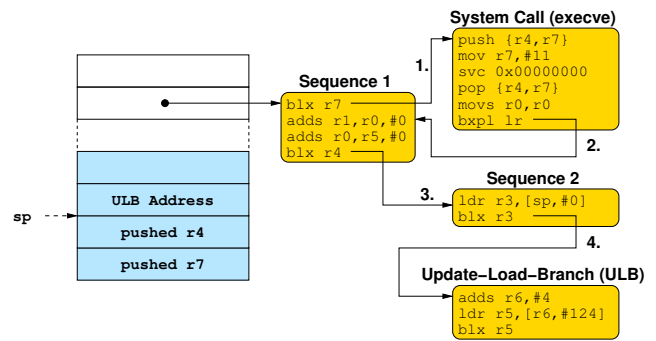 System Call (execve)
push {r4,r7}
mov r7,#11
svc 0x00000000
pop {r4,r7}
movs r0,r0
bxpl lr
1.
Sequence 1
blx r7
adds r1,r0,#0
adds r0,r5,#0
blx r4
2.
Sequence 2
3.
ldr r3,[sp,#0]
blx r3
ULB Address
sp
pushed r4
pushed r7
4.
Update−Load−Branch (ULB)
adds r6,#4
ldr r5,[r6,#124]
blx r5